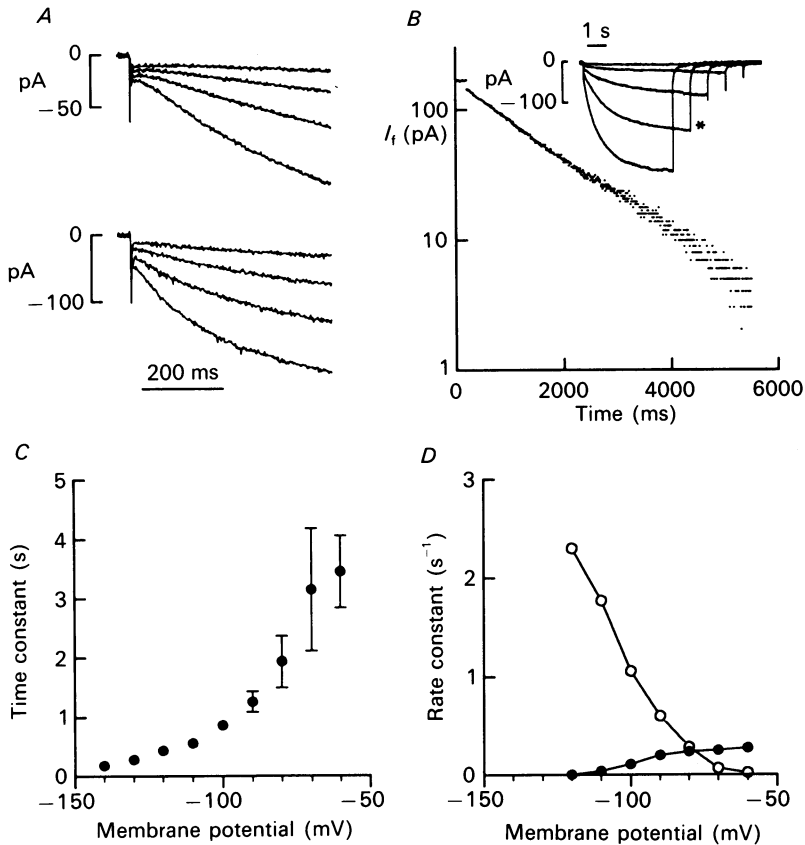 A
0
pA
−50
0
pA
−100
200 ms
B
1 s
0
pA
−100
*
100
I_f (pA)
10
1
0
2000
4000
6000
Time (ms)
C
5
4
3
2
1
0
Time constant (s)
−150
−100
−50
Membrane potential (mV)
D
3
2
1
0
Rate constant (s⁻¹)
−150
−100
−50
Membrane potential (mV)